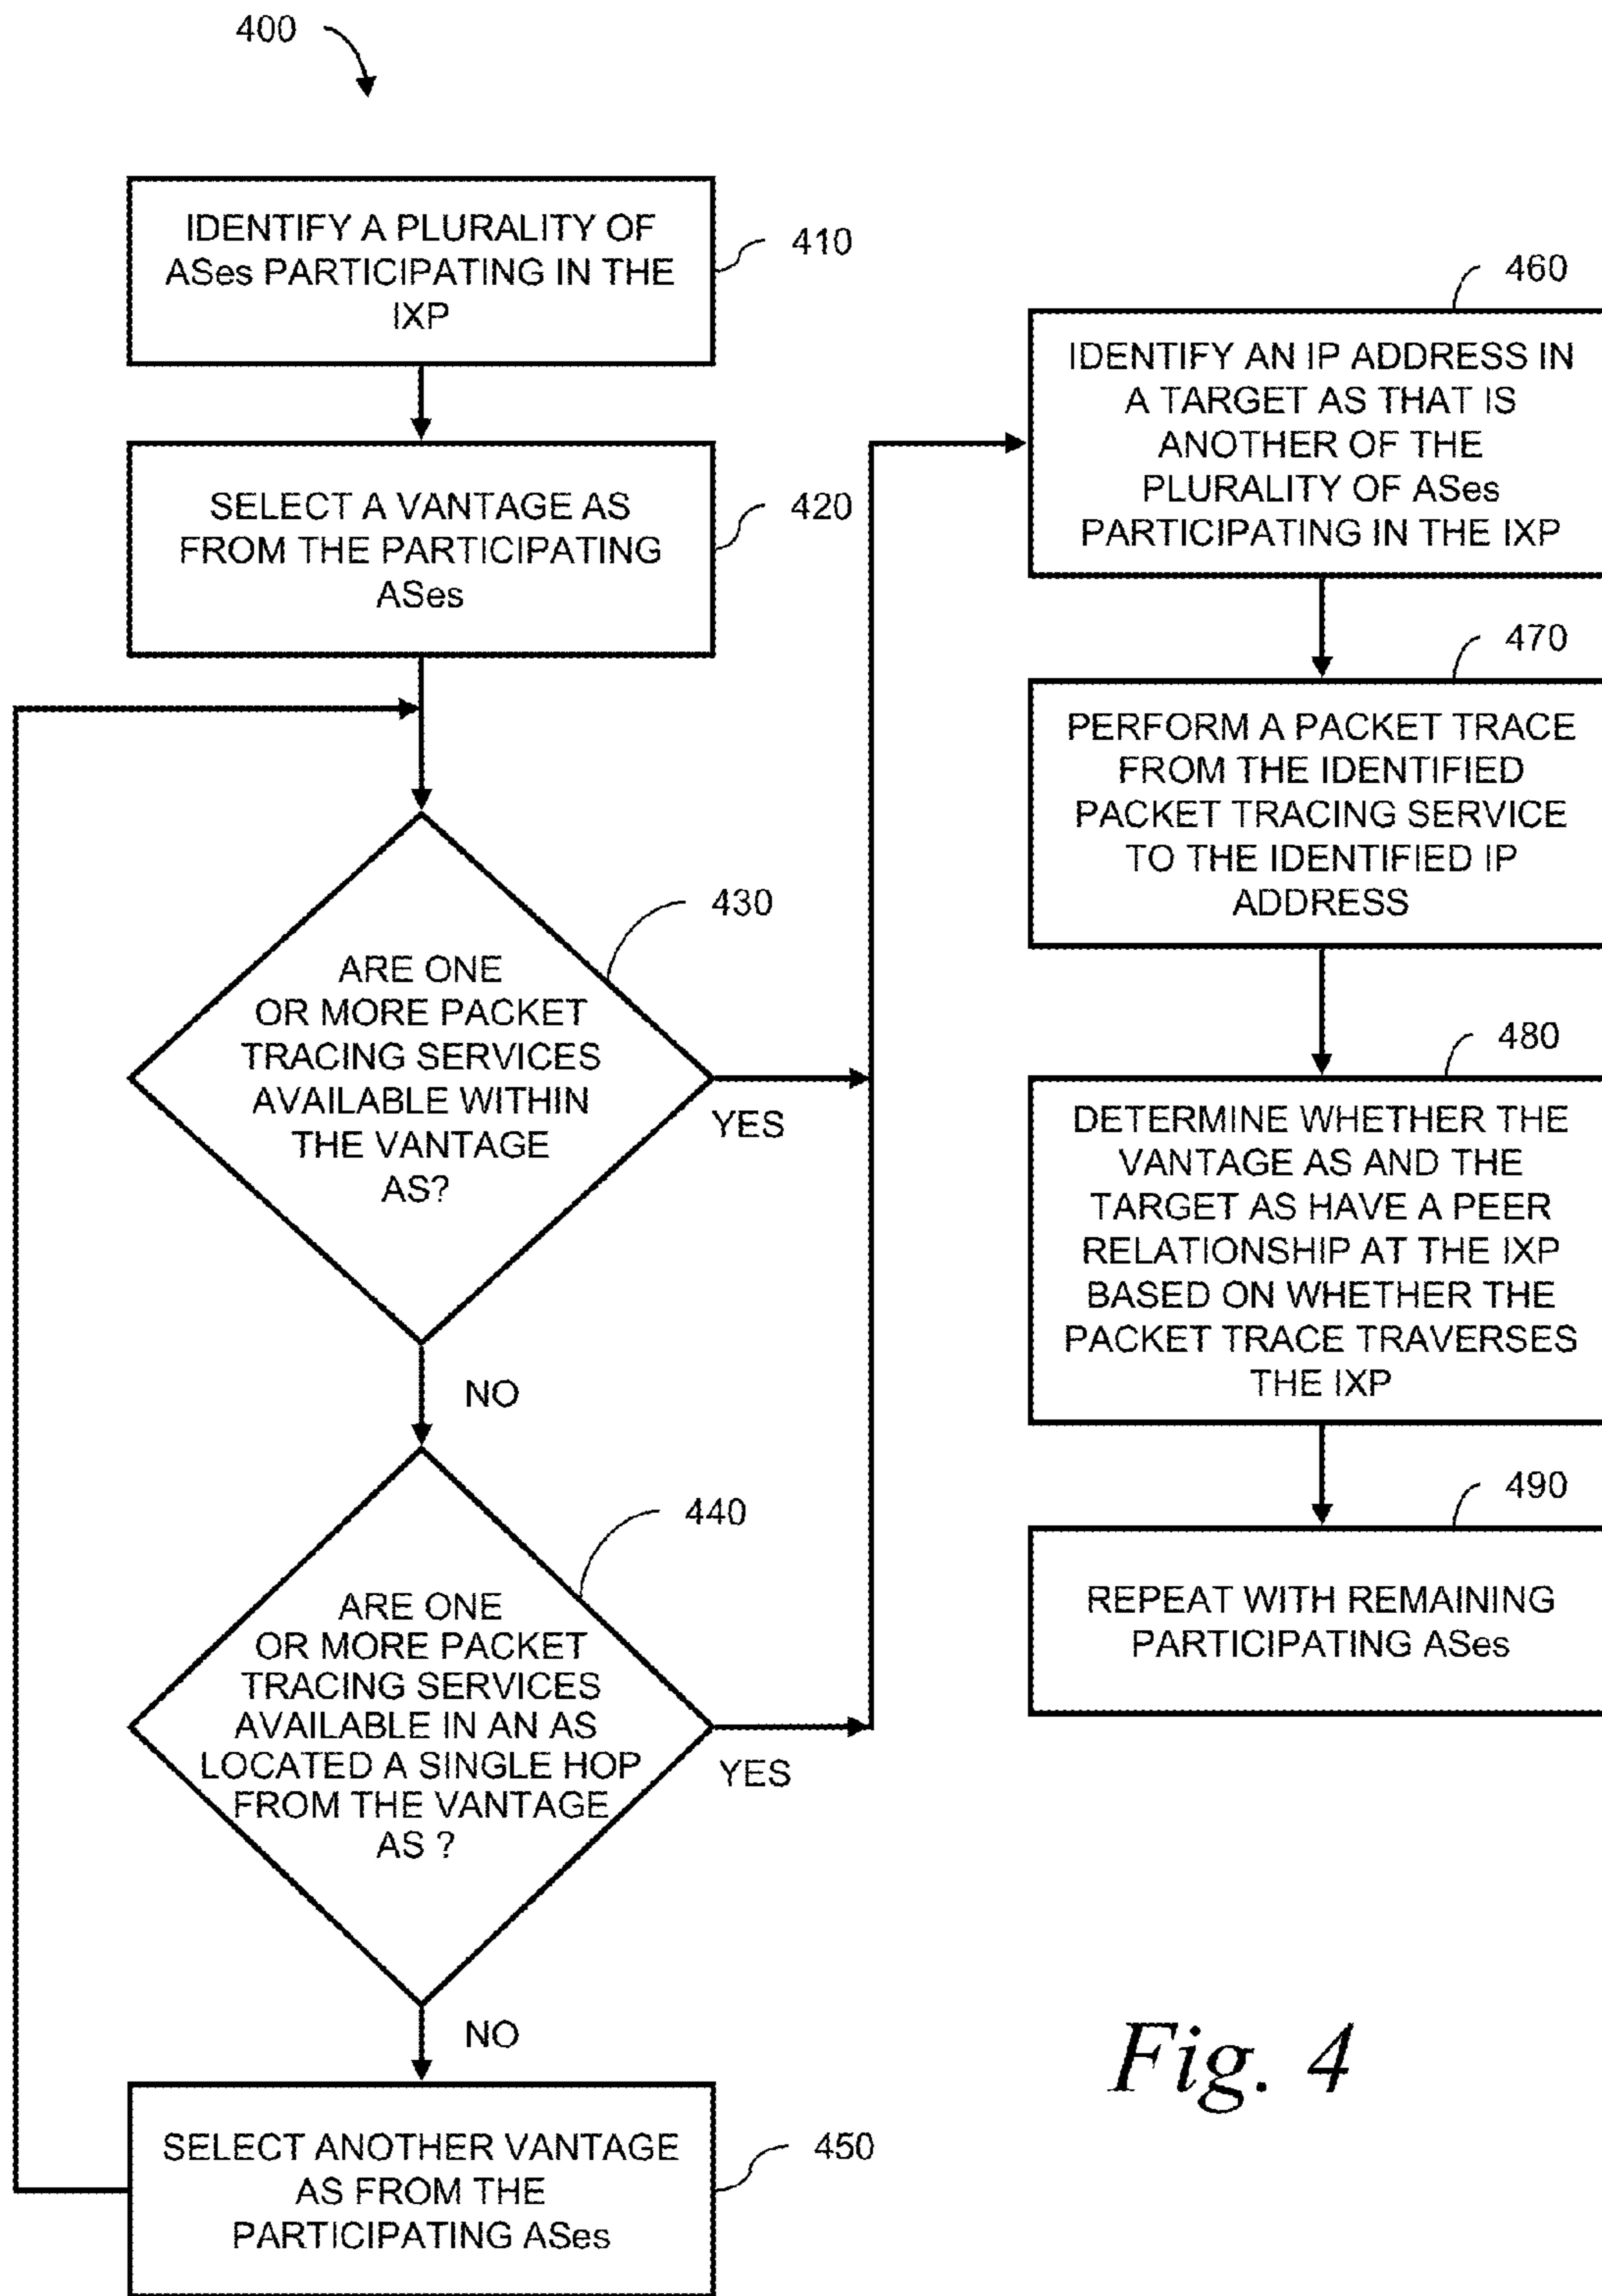 400
IDENTIFY A PLURALITY OF
ASes PARTICIPATING IN THE
IXP
410
SELECT A VANTAGE AS
FROM THE PARTICIPATING
ASes
420
ARE ONE
OR MORE PACKET
TRACING SERVICES
AVAILABLE WITHIN
THE VANTAGE
AS?
430
YES
NO
ARE ONE
OR MORE PACKET
TRACING SERVICES
AVAILABLE IN AN AS
LOCATED A SINGLE HOP
FROM THE VANTAGE
AS ?
440
YES
NO
SELECT ANOTHER VANTAGE
AS FROM THE
PARTICIPATING ASes
450
460
IDENTIFY AN IP ADDRESS IN
A TARGET AS THAT IS
ANOTHER OF THE
PLURALITY OF ASes
PARTICIPATING IN THE IXP
470
PERFORM A PACKET TRACE
FROM THE IDENTIFIED
PACKET TRACING SERVICE
TO THE IDENTIFIED IP
ADDRESS
480
DETERMINE WHETHER THE
VANTAGE AS AND THE
TARGET AS HAVE A PEER
RELATIONSHIP AT THE IXP
BASED ON WHETHER THE
PACKET TRACE TRAVERSES
THE IXP
490
REPEAT WITH REMAINING
PARTICIPATING ASes
Fig. 4